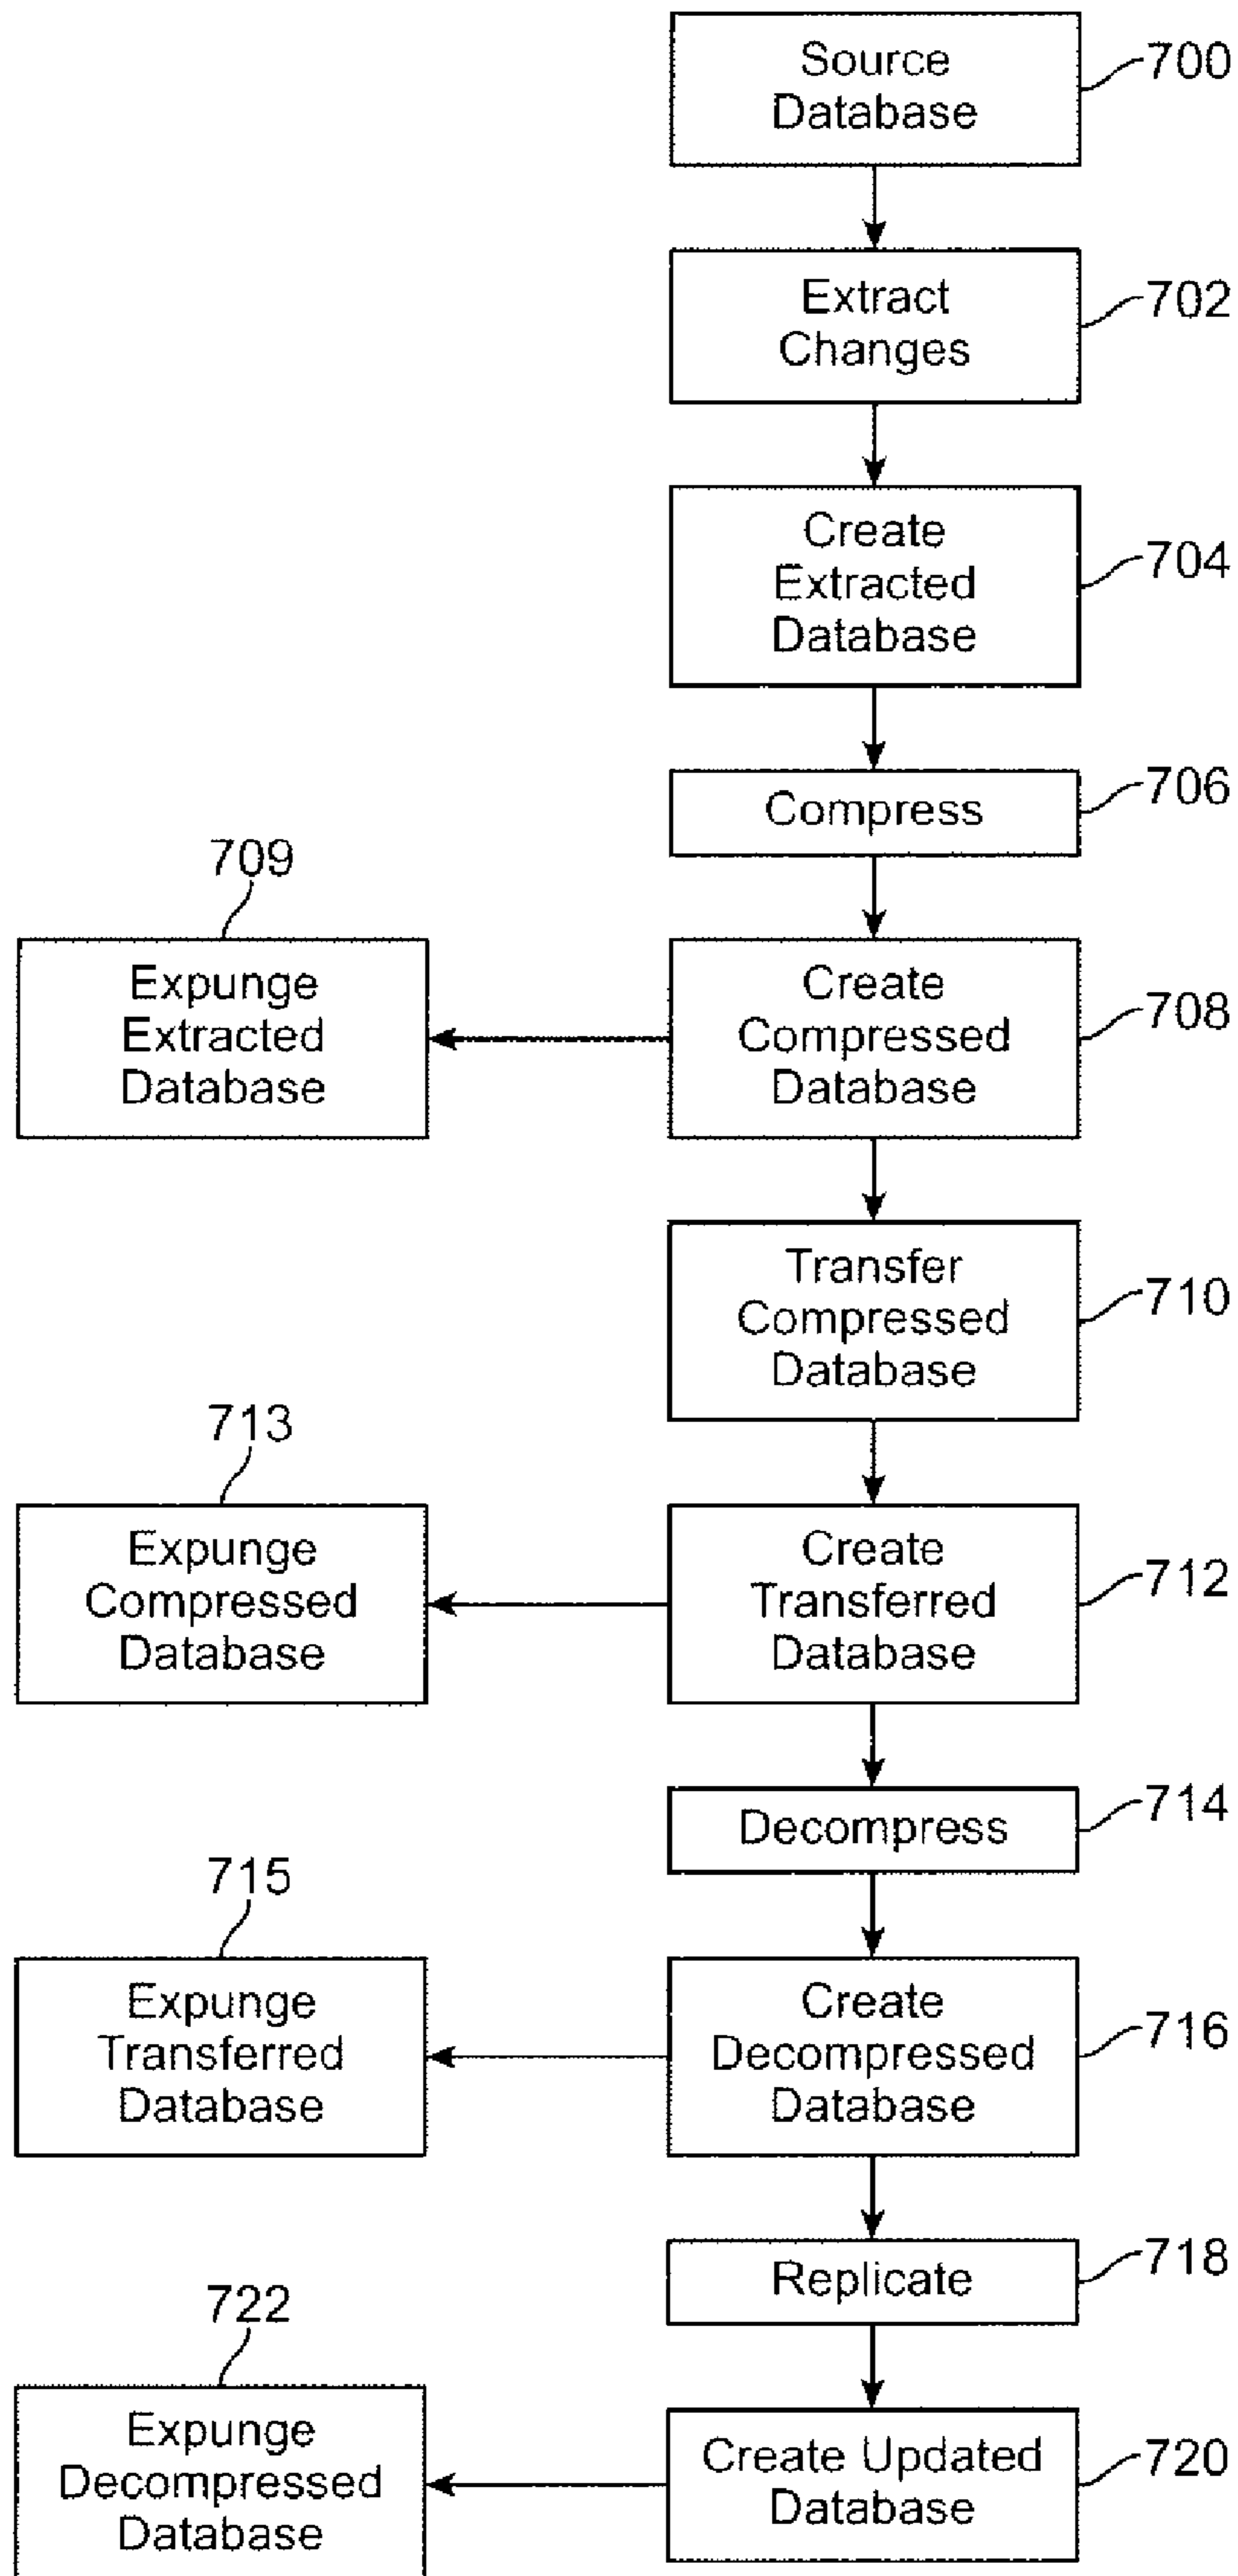 Source
Database
700
Extract
Changes
702
Create
Extracted
Database
704
Compress
706
709
Expunge
Extracted
Database
Create
Compressed
Database
708
Transfer
Compressed
Database
710
713
Expunge
Compressed
Database
Create
Transferred
Database
712
Decompress
714
715
Expunge
Transferred
Database
Create
Decompressed
Database
716
Replicate
718
722
Expunge
Decompressed
Database
Create Updated
Database
720